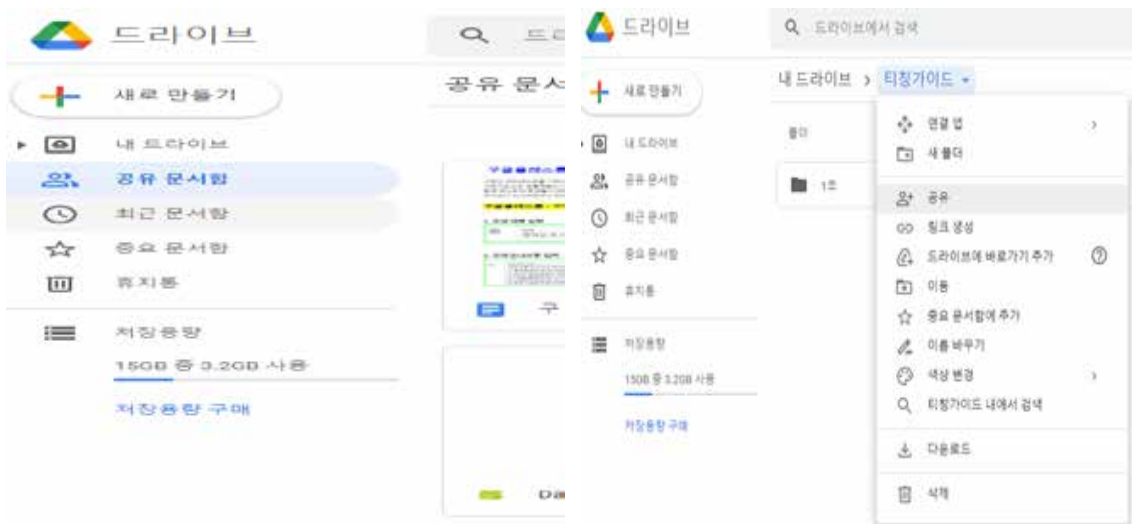 드라이브
드
새로 만들기
공유 문서
내 드라이브
공유 문서함
최근 문서함
중요 문서함
휴지통
구
저장용량
15GB 중 3.2GB 사용
저장용량 구매
Da
드라이브
드라이브에서 검색
새로 만들기
내 드라이브 > 티칭가이드
내 드라이브
공유 문서함
최근 문서함
중요 문서함
휴지통
저장용량
15GB 중 3.2GB 사용
저장용량 구매
폴더
1조
연결 앱
새 폴더
공유
링크 생성
드라이브에 바로가기 추가
이동
중요 문서함에 추가
이름 바꾸기
색상 변경
티칭가이드 내에서 검색
다운로드
삭제